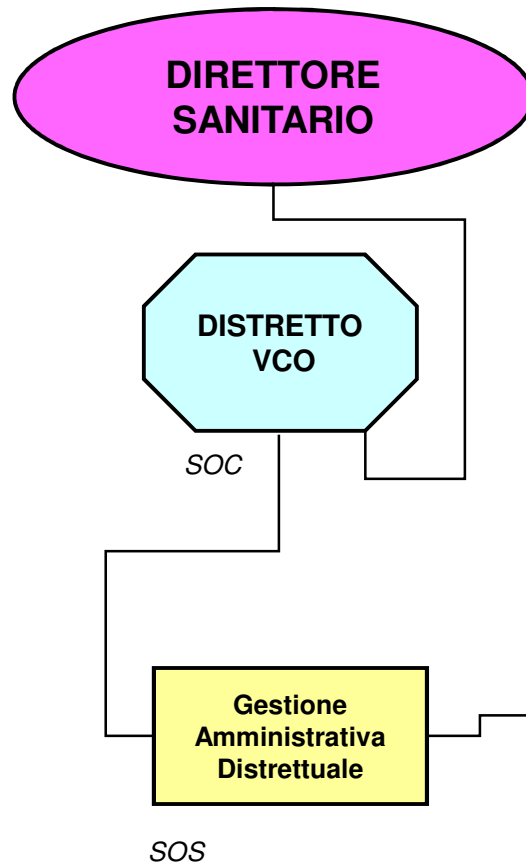 DIRETTORE
SANITARIO
DISTRETTO
VCO
SOC
Gestione
Amministrativa
Distrettuale
SOS